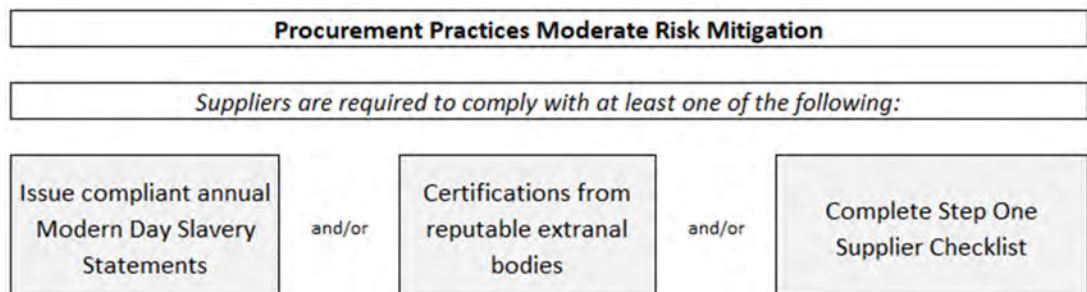 Procurement Practices Moderate Risk Mitigation
Suppliers are required to comply with at least one of the following:
Issue compliant annual
Modern Day Slavery
Statements
and/or
Certifications from
reputable extranal
bodies
and/or
Complete Step One
Supplier Checklist